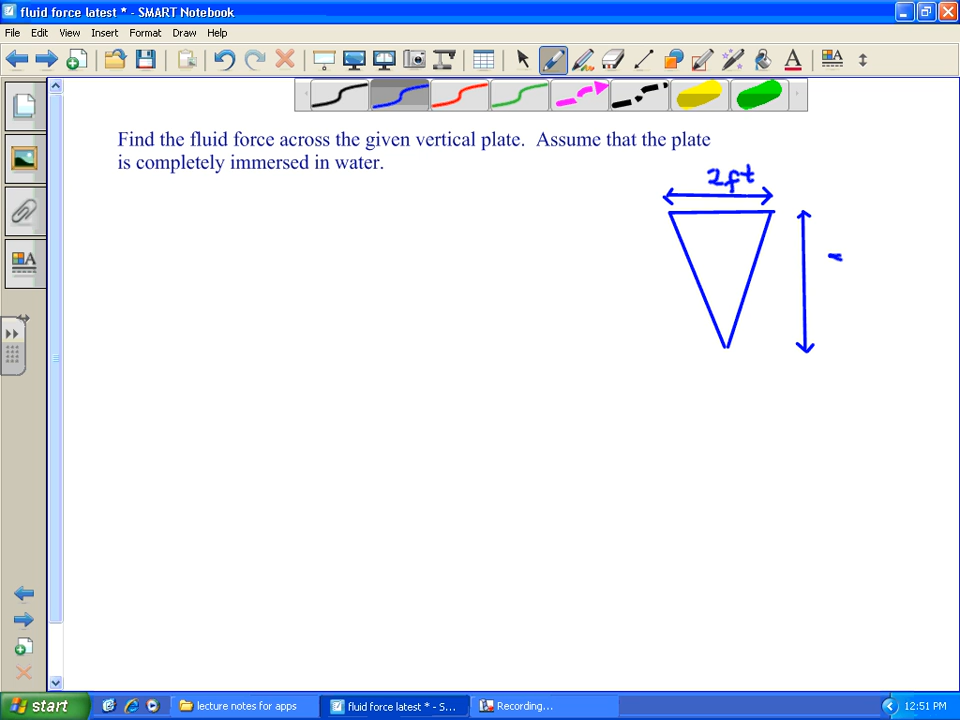 fluid force latest * - SMART Notebook
File Edit View Insert Format Draw Help
Find the fluid force across the given vertical plate. Assume that the plate
is completely immersed in water.
2ft
start
lecture notes for apps
fluid force latest * - S...
Recording...
12:51 PM